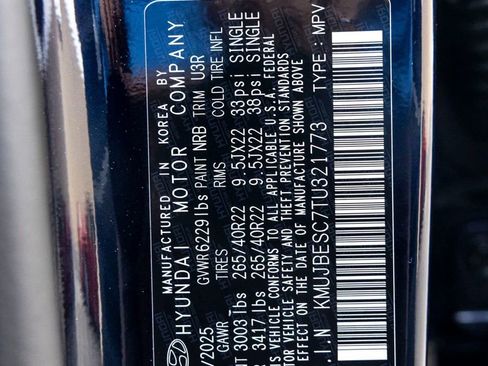 MANUFACTURED IN KOREA BY
HYUNDAI MOTOR COMPANY
/2025 GVWR 6229 lbs PAINT NRB TRIM U3R
GAWR TIRES RIMS COLD TIRE INFL
NT 3003 lbs 265/40R22 9.5JX22 33psi SINGLE
3417 lbs 265/40R22 9.5JX22 38psi SINGLE
IS VEHICLE CONFORMS TO ALL APPLICABLE U.S.A. FEDERAL
TOR VEHICLE SAFETY AND THEFT PREVENTION STANDARDS
EFFECT ON THE DATE OF MANUFACTURE SHOWN ABOVE
.I.N KMUJBESC7TU321773 TYPE : MPV